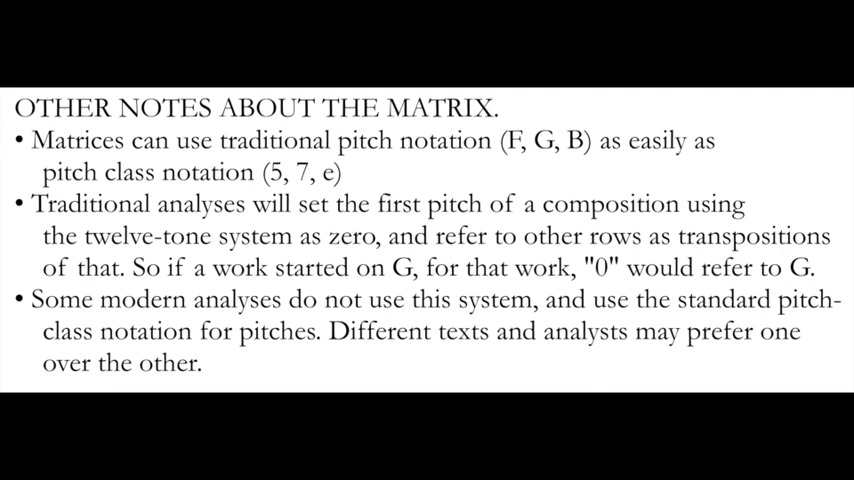 OTHER NOTES ABOUT THE MATRIX.
• Matrices can use traditional pitch notation (F, G, B) as easily as
pitch class notation (5, 7, e)
• Traditional analyses will set the first pitch of a composition using
the twelve-tone system as zero, and refer to other rows as transpositions
of that. So if a work started on G, for that work, "0" would refer to G.
• Some modern analyses do not use this system, and use the standard pitch-
class notation for pitches. Different texts and analysts may prefer one
over the other.